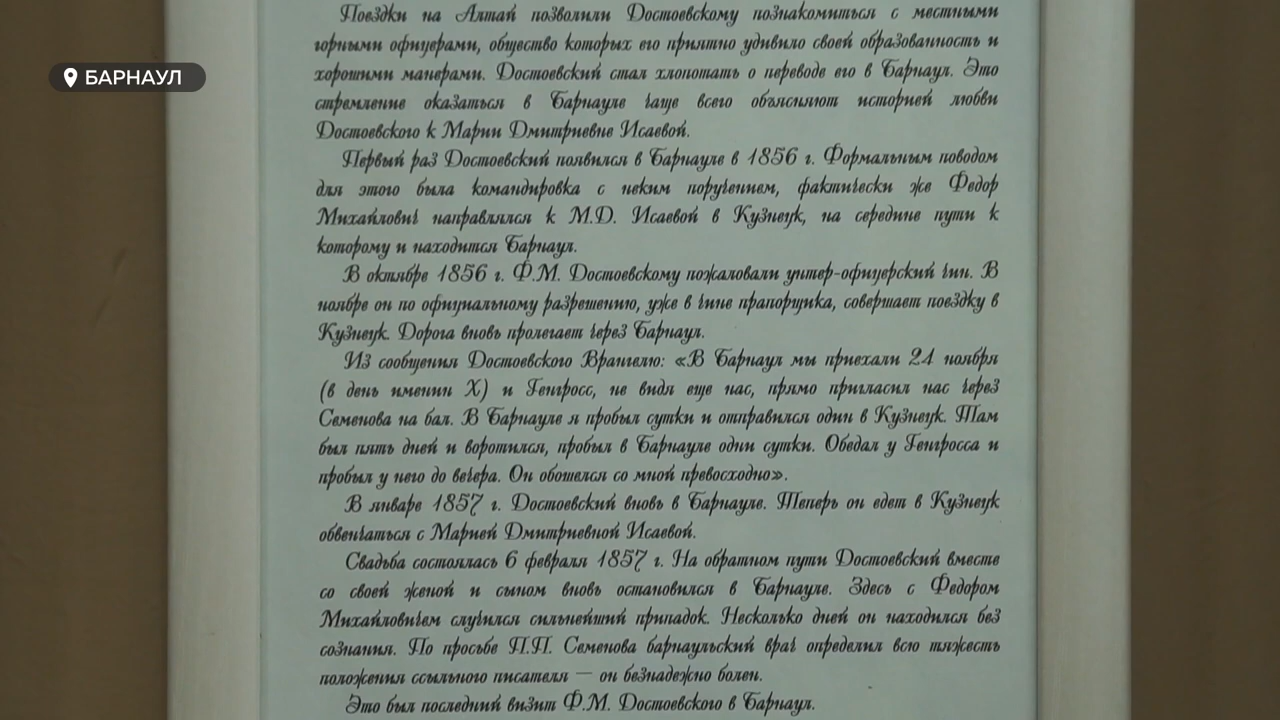 БАРНАУЛ
Поездки на Алтай позволили Достоевскому познакомиться с местными
горными офицерами, общество которых его приятно удивило своей образованность и
хорошими манерами. Достоевский стал хлопотать о переводе его в Барнаул. Это
стремление оказаться в Барнауле чаще всего объясняют историей любви
Достоевского к Марии Дмитриевне Исаевой.
Первый раз Достоевский появился в Барнауле в 1856 г. Формальным поводом
для этого была командировка с неким поручением, фактически же Федор
Михайлович направлялся к М.Д. Исаевой в Кузнецк, на середине пути к
которому и находится Барнаул.
В октябре 1856 г. Ф.М. Достоевскому пожаловали унтер-офицерский чин. В
ноябре он по официальному разрешению, уже в чине прапорщика, совершает поездку в
Кузнецк. Дорога вновь пролегает через Барнаул.
Из сообщения Достоевского Врангелю: «В Барнаул мы приехали 24 ноября
(в день именин Х) и Генгросс, не видя еще нас, прямо пригласил нас через
Семенова на бал. В Барнауле я пробыл сутки и отправился один в Кузнецк. Там
был пять дней и воротился, пробыл в Барнауле одни сутки. Обедал у Генгросса и
пробыл у него до вечера. Он обошелся со мной превосходно».
В январе 1857 г. Достоевский вновь в Барнауле. Теперь он едет в Кузнецк
обвенчаться с Марией Дмитриевной Исаевой.
Свадьба состоялась 6 февраля 1857 г. На обратном пути Достоевский вместе
со своей женой и сыном вновь остановился в Барнауле. Здесь с Федором
Михайловичем случился сильнейший припадок. Несколько дней он находился без
сознания. По просьбе П.П. Семенова барнаульский врач определил всю тяжесть
положения ссыльного писателя — он безнадежно болен.
Это был последний визит Ф.М. Достоевского в Барнаул.